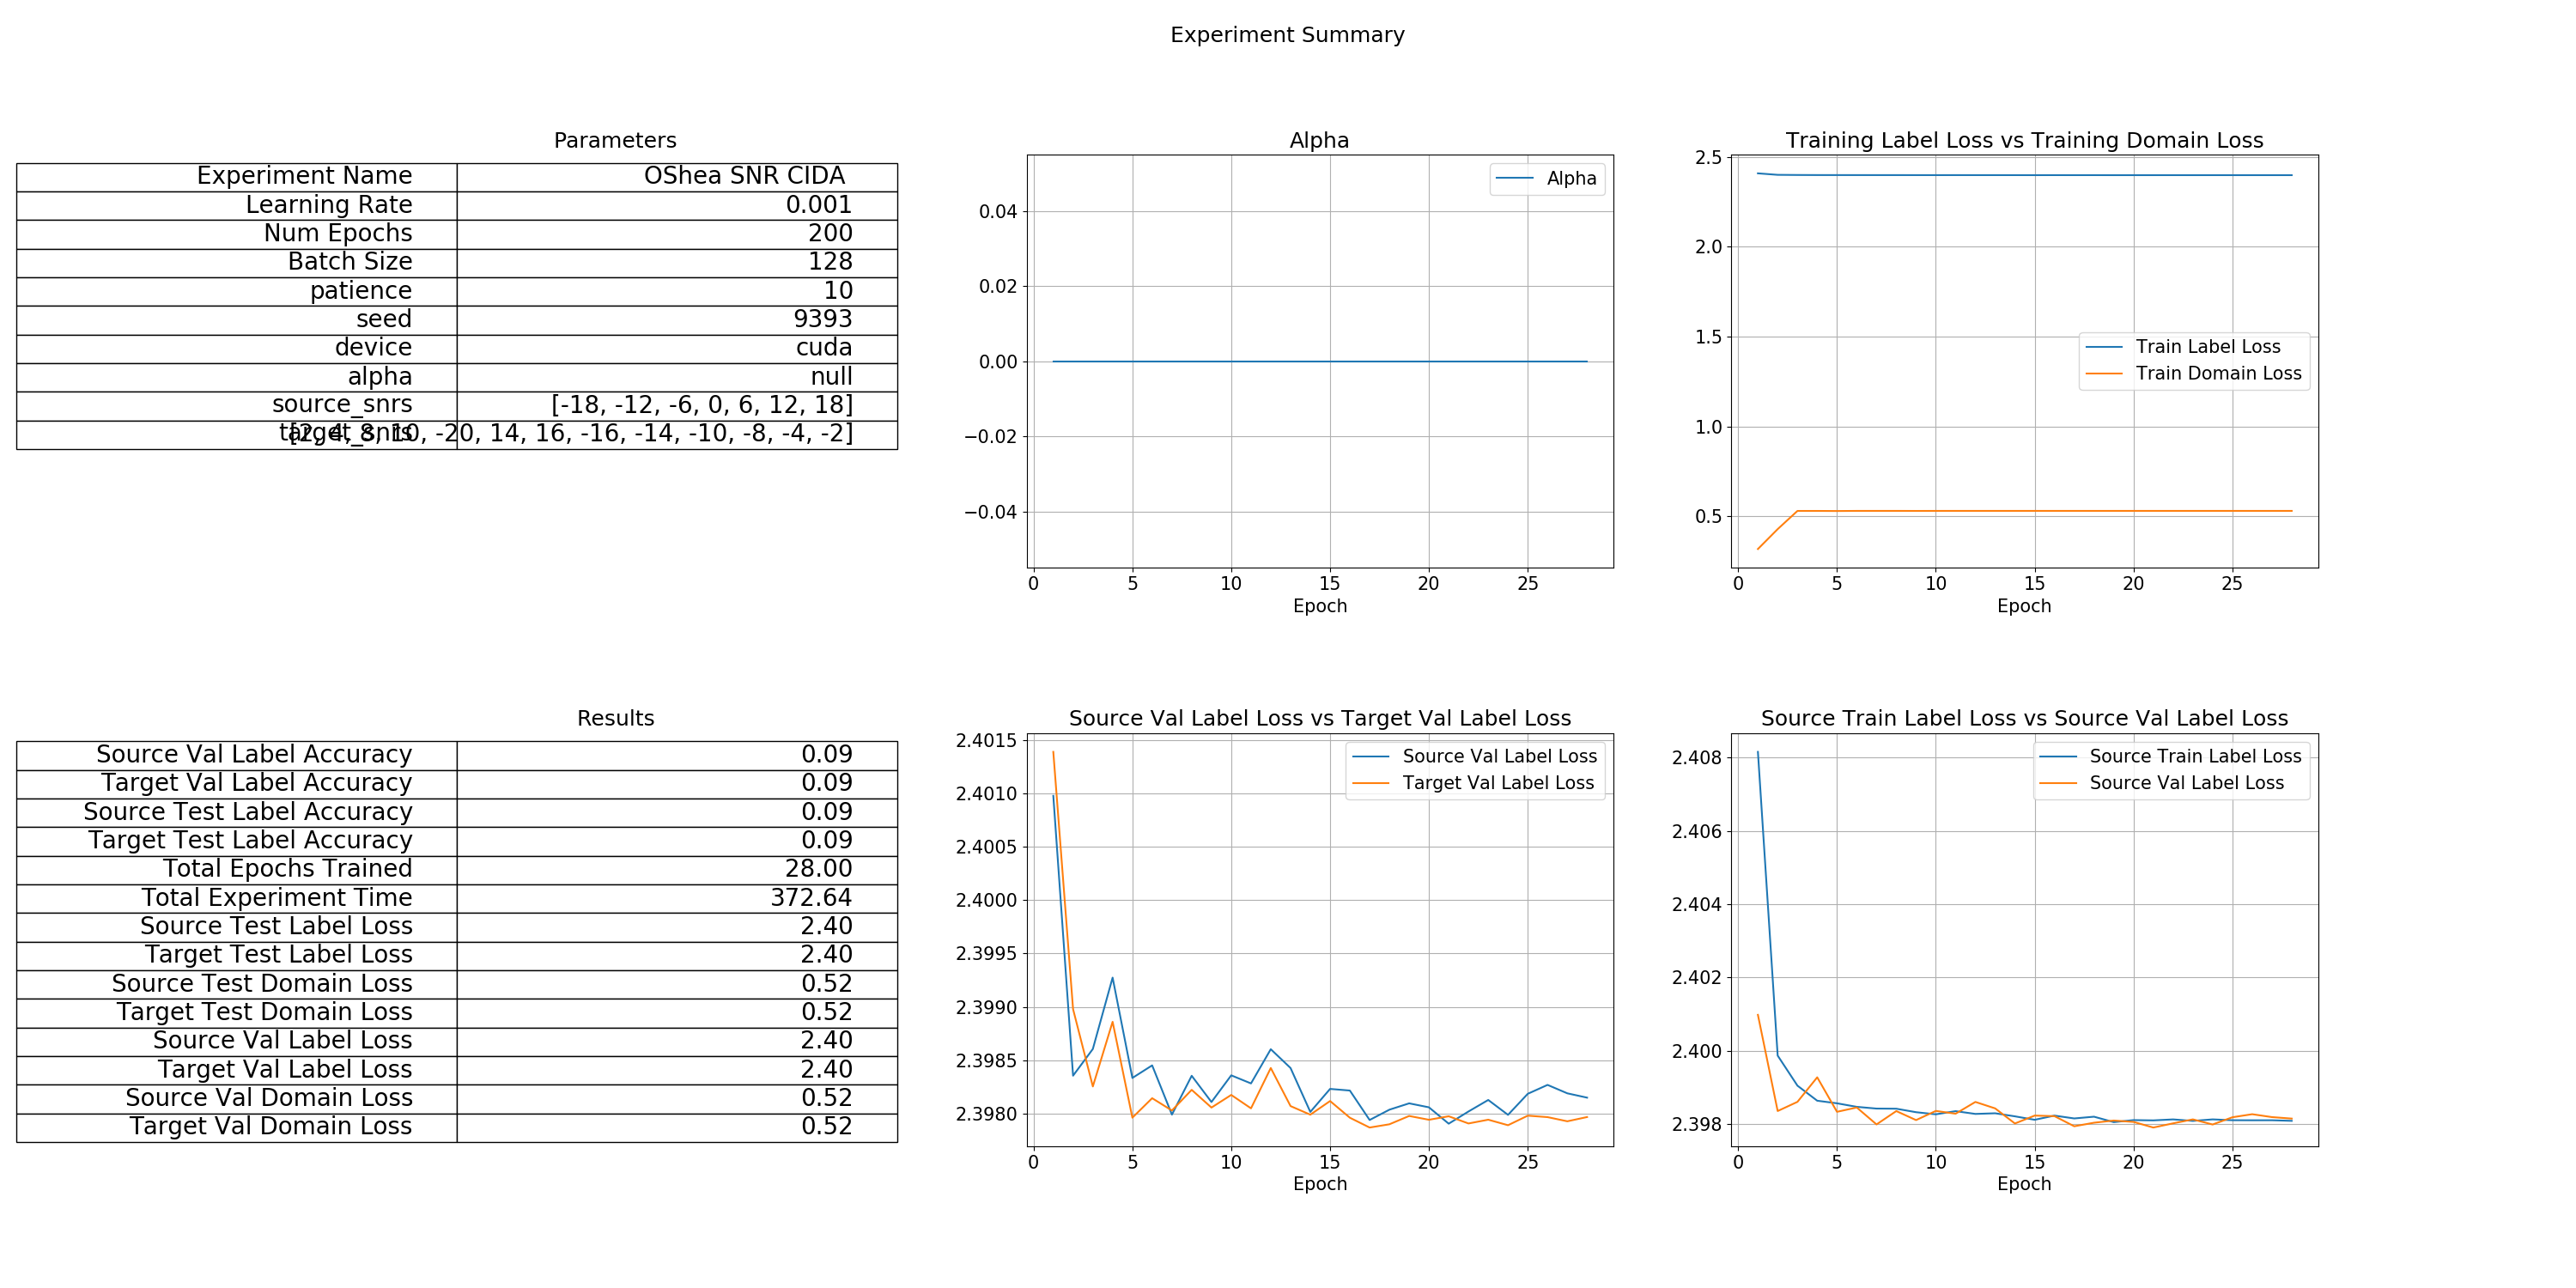 Experiment Summary
Parameters
Experiment Name OShea SNR CIDA
Learning Rate 0.001
Num Epochs 200
Batch Size 128
patience 10
seed 9393
device cuda
alpha null
source_snrs [-18, -12, -6, 0, 6, 12, 18]
target_snrs [2, 4, 8, 10, -20, 14, 16, -16, -14, -10, -8, -4, -2]
Alpha
Alpha
0.04
0.02
0.00
−0.02
−0.04
0 5 10 15 20 25
Epoch
Training Label Loss vs Training Domain Loss
2.5
2.0
1.5
1.0
0.5
Train Label Loss
Train Domain Loss
0 5 10 15 20 25
Epoch
Results
Source Val Label Accuracy 0.09
Target Val Label Accuracy 0.09
Source Test Label Accuracy 0.09
Target Test Label Accuracy 0.09
Total Epochs Trained 28.00
Total Experiment Time 372.64
Source Test Label Loss 2.40
Target Test Label Loss 2.40
Source Test Domain Loss 0.52
Target Test Domain Loss 0.52
Source Val Label Loss 2.40
Target Val Label Loss 2.40
Source Val Domain Loss 0.52
Target Val Domain Loss 0.52
Source Val Label Loss vs Target Val Label Loss
Source Val Label Loss
Target Val Label Loss
2.4015
2.4010
2.4005
2.4000
2.3995
2.3990
2.3985
2.3980
0 5 10 15 20 25
Epoch
Source Train Label Loss vs Source Val Label Loss
Source Train Label Loss
Source Val Label Loss
2.408
2.406
2.404
2.402
2.400
2.398
0 5 10 15 20 25
Epoch